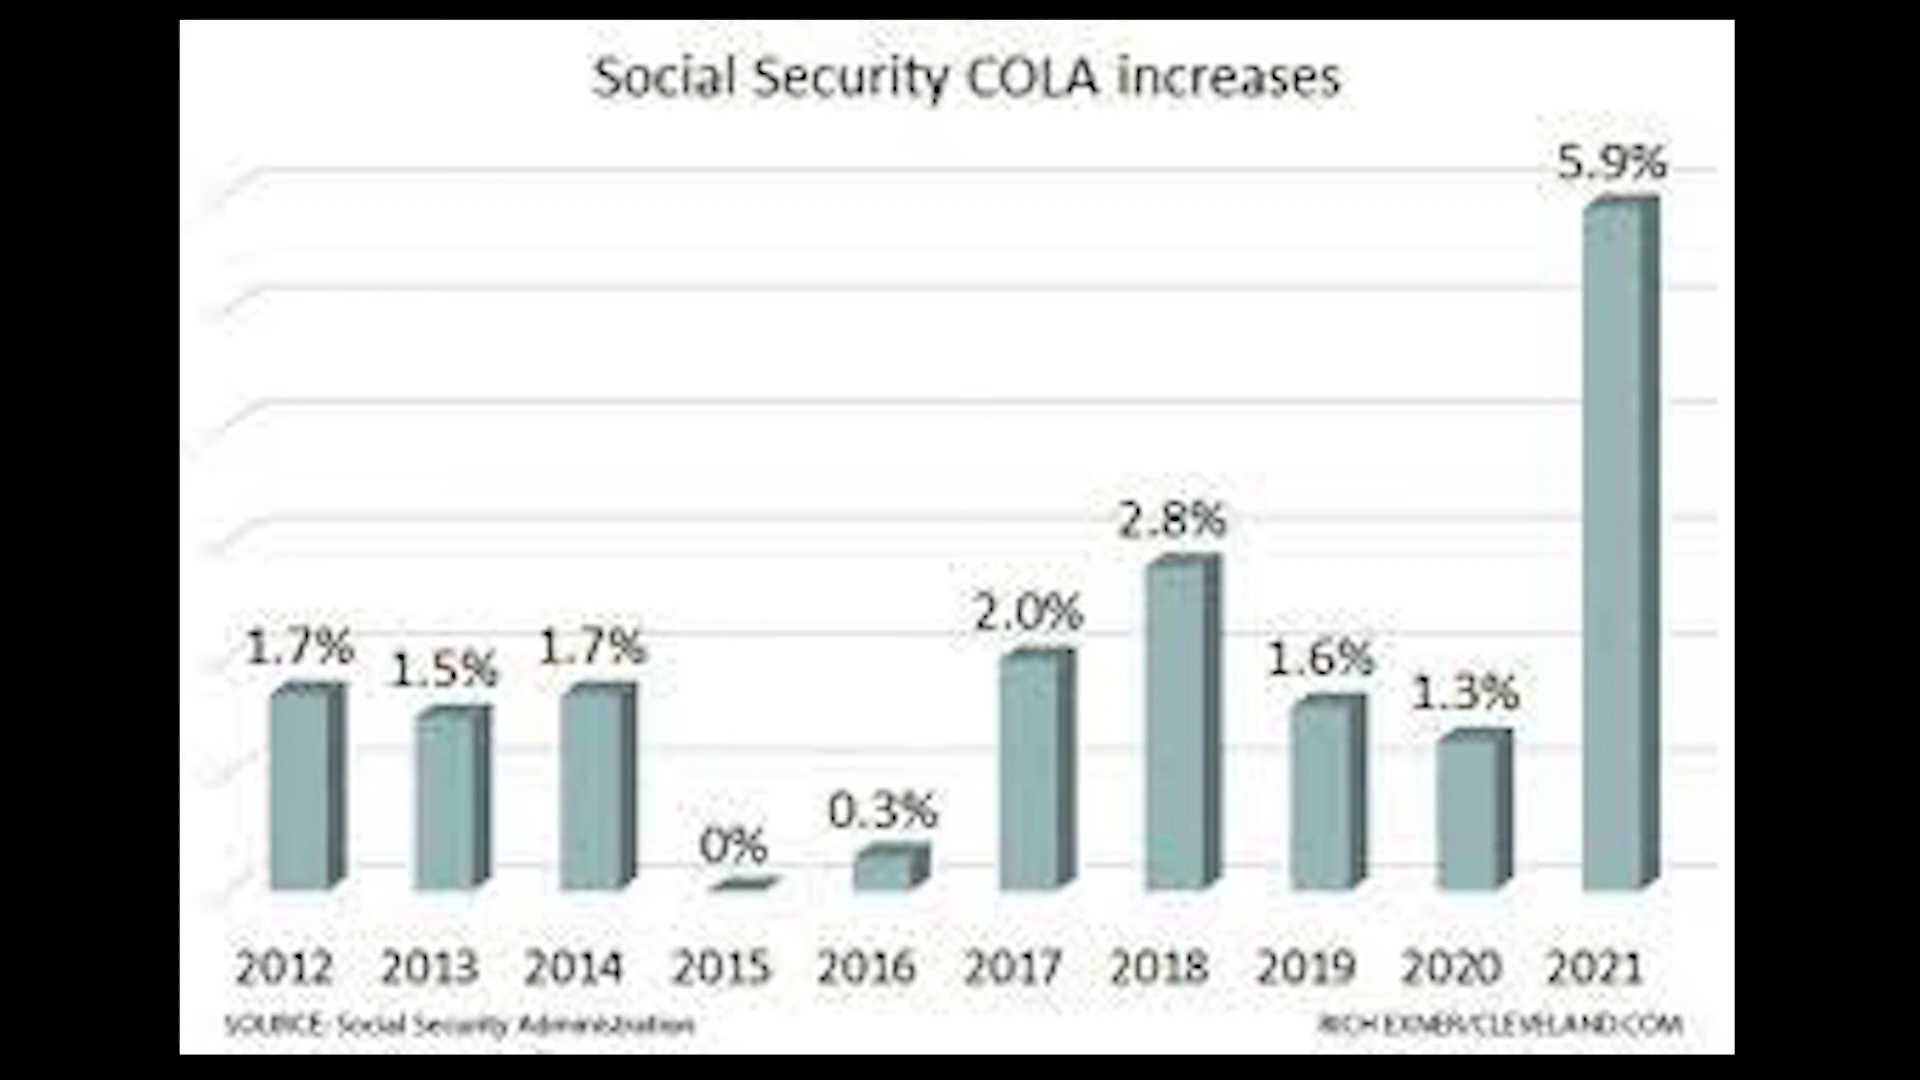 Social Security COLA increases
5.9%
2.8%
2.0%
1.7% 1.5% 1.7% 1.6% 1.3%
0% 0.3%
2012 2013 2014 2015 2016 2017 2018 2019 2020 2021
SOURCE: Social Security Administration RICH EXNER/CLEVELAND.COM